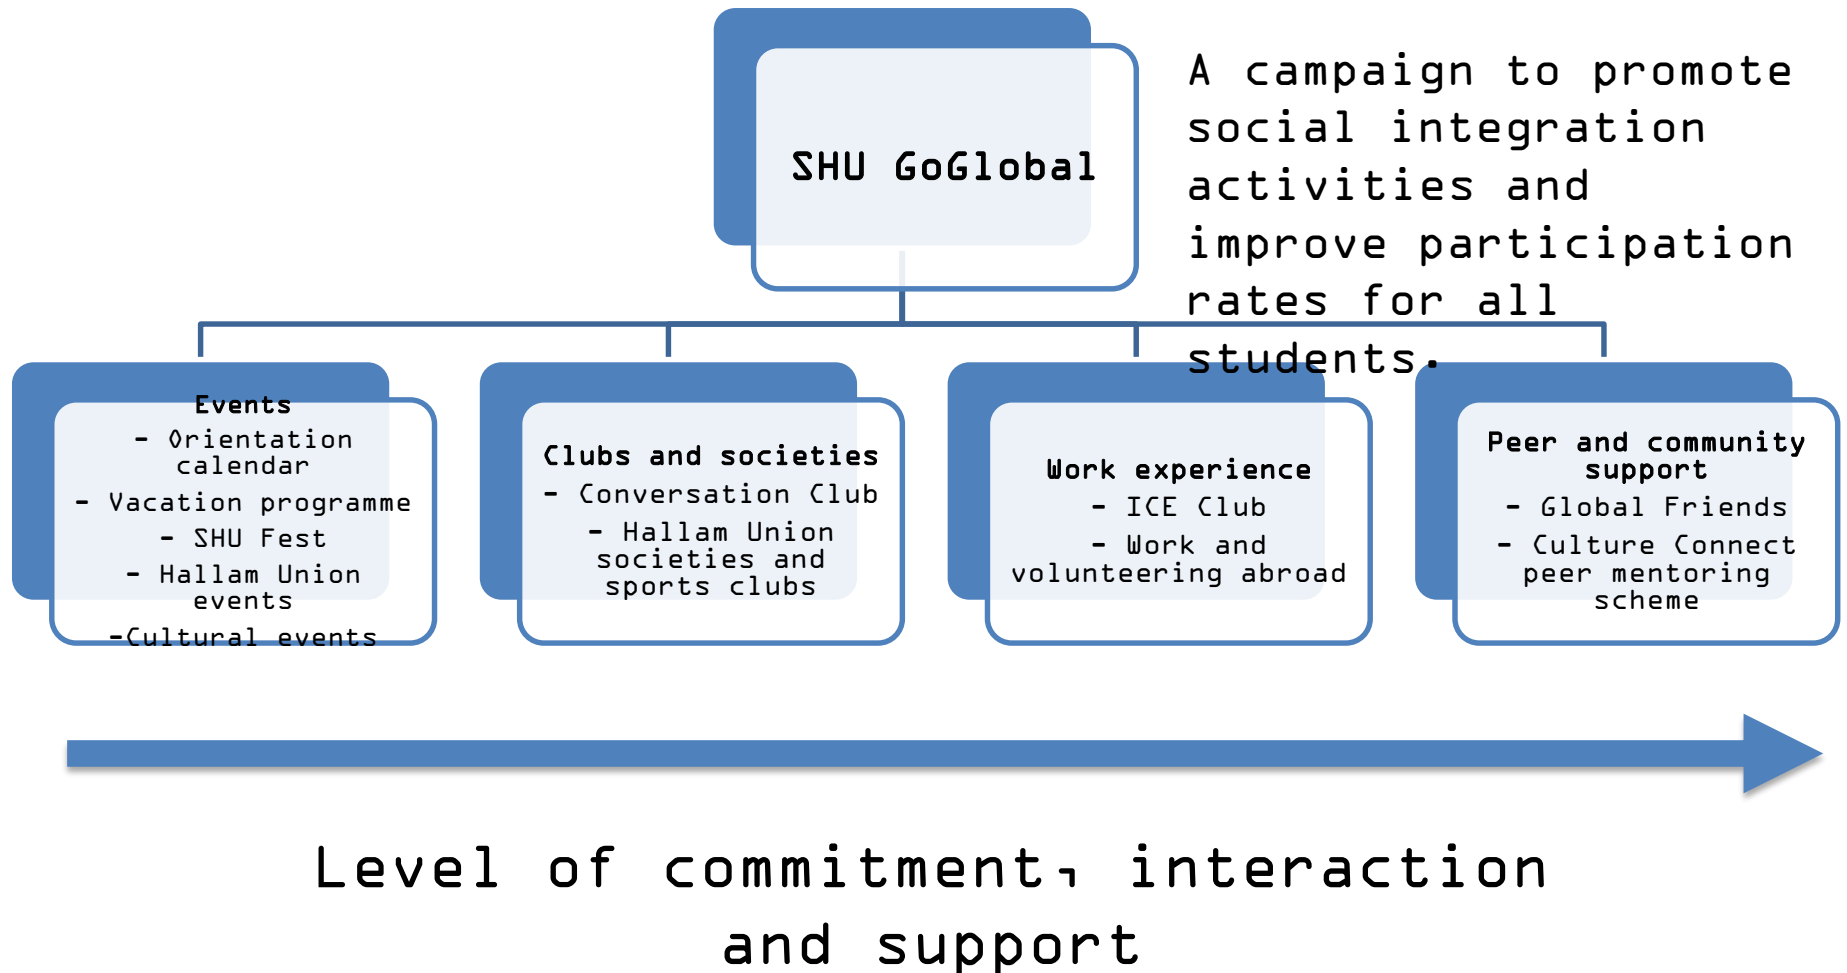 SHU GoGlobal
A campaign to promote
social integration
activities and
improve participation
rates for all
students.
Events
- Orientation
calendar
- Vacation programme
- SHU Fest
- Hallam Union
events
-Cultural events
Clubs and societies
- Conversation Club
- Hallam Union
societies and
sports clubs
Work experience
- ICE Club
- Work and
volunteering abroad
Peer and community
support
- Global Friends
- Culture Connect
peer mentoring
scheme
Level of commitment, interaction
and support